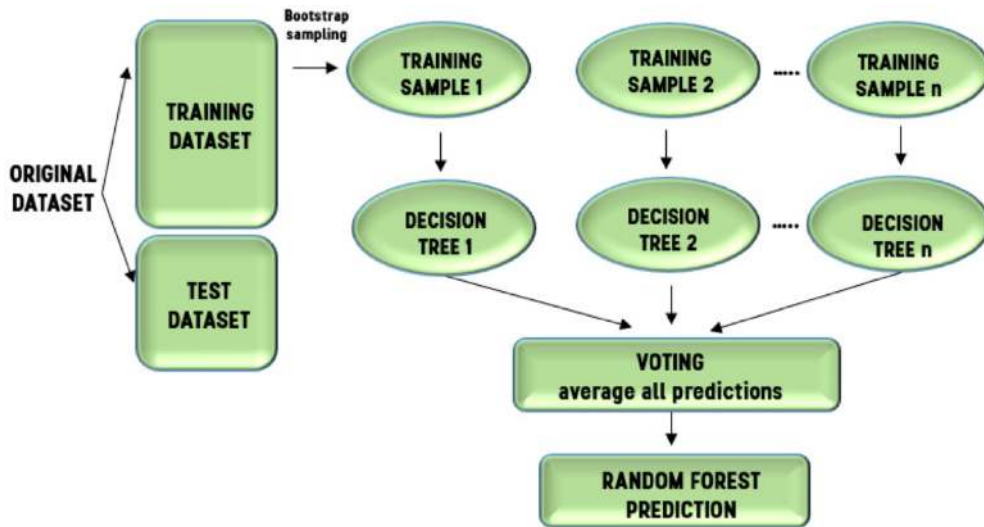 Bootstrap
sampling
TRAINING
DATASET
TRAINING
SAMPLE 1
TRAINING
SAMPLE 2
.....
TRAINING
SAMPLE n
ORIGINAL
DATASET
DECISION
TREE 1
DECISION
TREE 2
.....
DECISION
TREE n
TEST
DATASET
VOTING
average all predictions
RANDOM FOREST
PREDICTION